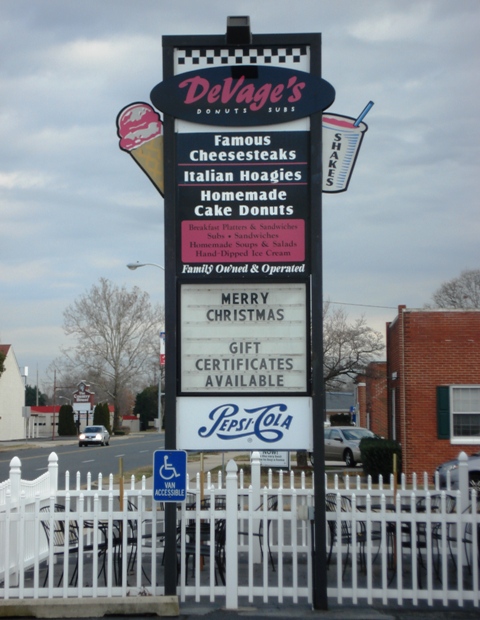 DeVage's
DONUTS SUBS
SHAKES
Famous
Cheesesteaks
Italian Hoagies
Homemade
Cake Donuts
Breakfast Platters & Sandwiches
Subs • Sandwiches
Homemade Soups & Salads
Hand-Dipped Ice Cream
Family Owned & Operated
MERRY
CHRISTMAS
GIFT
CERTIFICATES
AVAILABLE
PEPSI-COLA
VAN
ACCESSIBLE
NOW!